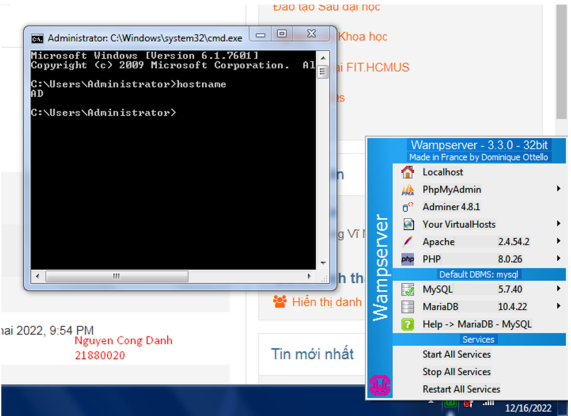 Đào tạo Sau đại học
Khoa học
ại FIT.HCMUS
Administrator: C:\Windows\system32\cmd.exe
Microsoft Windows [Version 6.1.7601]
Copyright (c) 2009 Microsoft Corporation. Al
C:\Users\Administrator>hostname
AD
C:\Users\Administrator>
Wampserver - 3.3.0 - 32bit
Made in France by Dominique Ottello
Wampserver
Localhost
PhpMyAdmin
Adminer 4.8.1
Your VirtualHosts
Apache 2.4.54.2
PHP 8.0.26
Default DBMS: mysql
MySQL 5.7.40
MariaDB 10.4.22
Help -> MariaDB - MySQL
Services
Start All Services
Stop All Services
Restart All Services
g Vĩ
Hiển thị danh
hai 2022, 9:54 PM
Nguyen Cong Danh
21880020
Tin mới nhất
12/16/2022